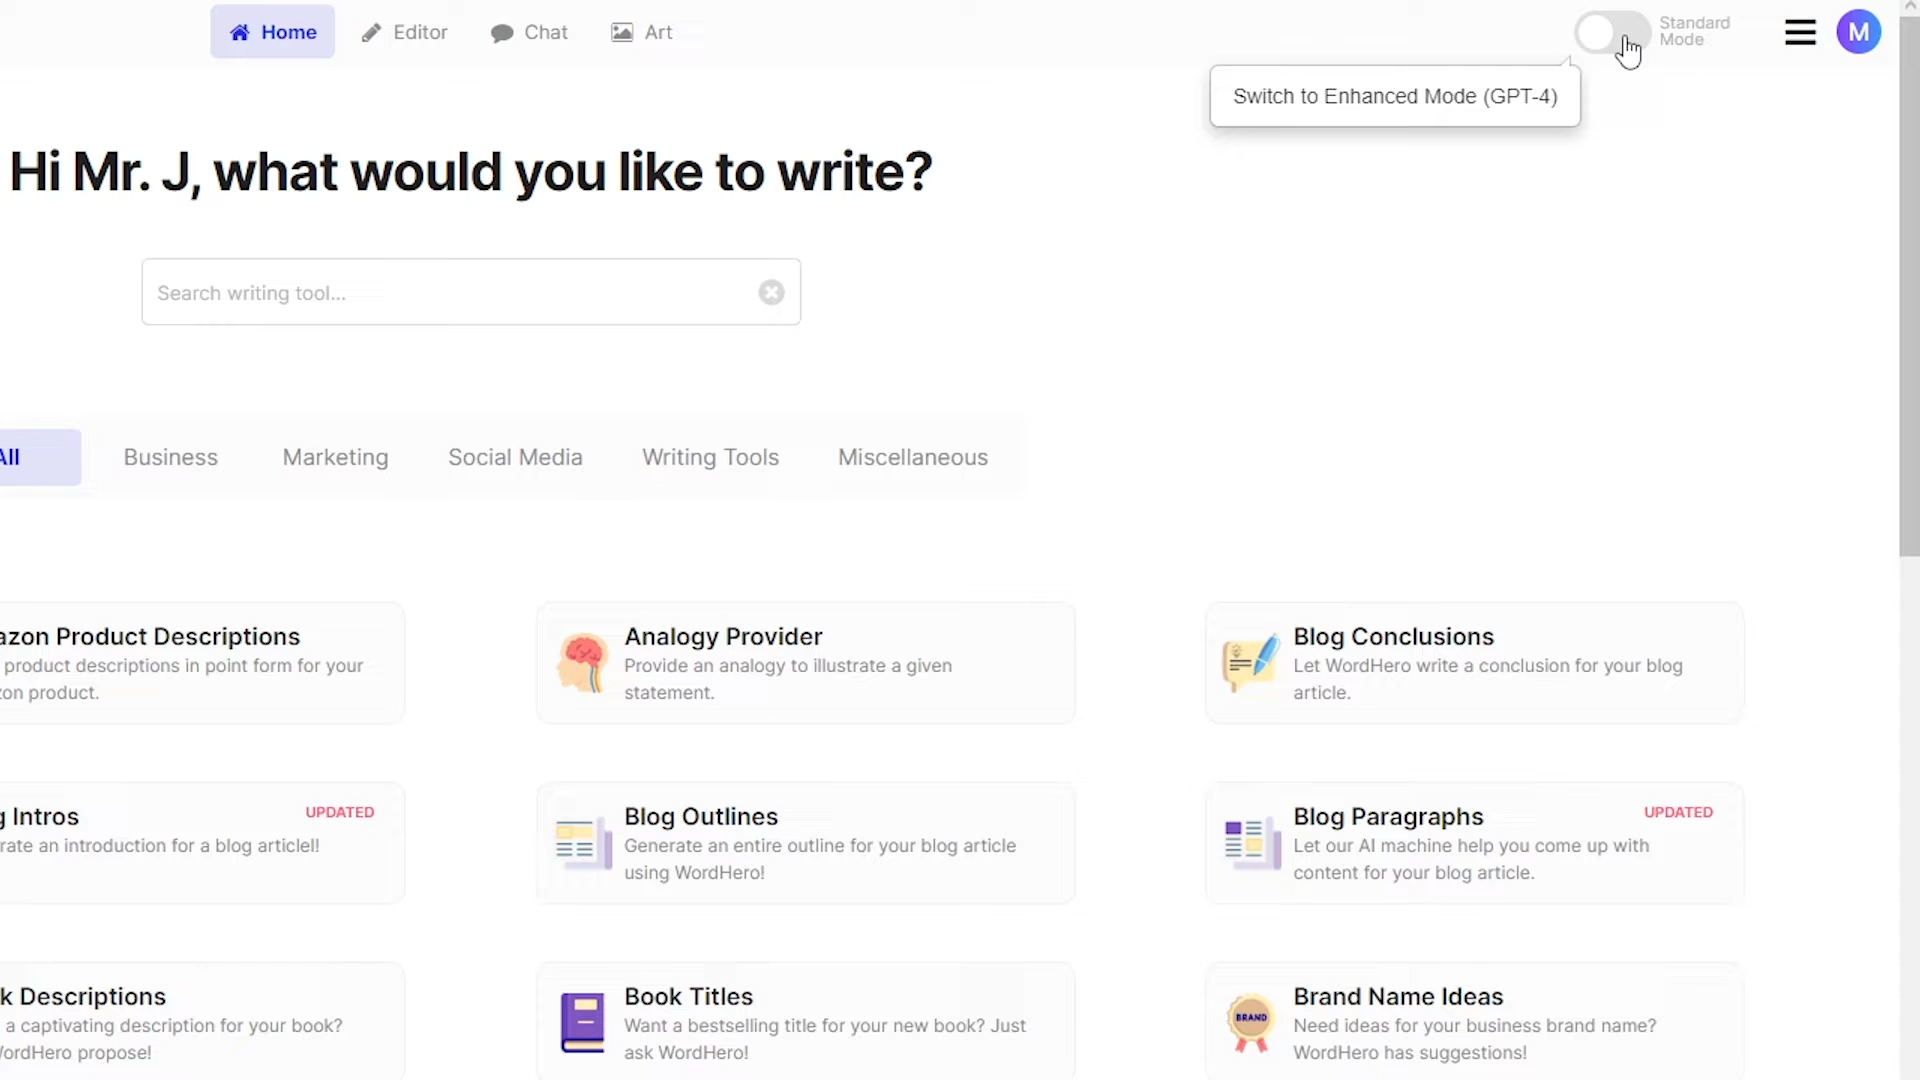 Home
Editor
Chat
Art
Standard
Mode
M
Switch to Enhanced Mode (GPT-4)
Hi Mr. J, what would you like to write?
Search writing tool...
All
Business
Marketing
Social Media
Writing Tools
Miscellaneous
azon Product Descriptions
product descriptions in point form for your
zon product.
Analogy Provider
Provide an analogy to illustrate a given
statement.
Blog Conclusions
Let WordHero write a conclusion for your blog
article.
g Intros
UPDATED
rate an introduction for a blog articlel!
Blog Outlines
Generate an entire outline for your blog article
using WordHero!
Blog Paragraphs
UPDATED
Let our AI machine help you come up with
content for your blog article.
k Descriptions
a captivating description for your book?
WordHero propose!
Book Titles
Want a bestselling title for your new book? Just
ask WordHero!
BRAND
Brand Name Ideas
Need ideas for your business brand name?
WordHero has suggestions!